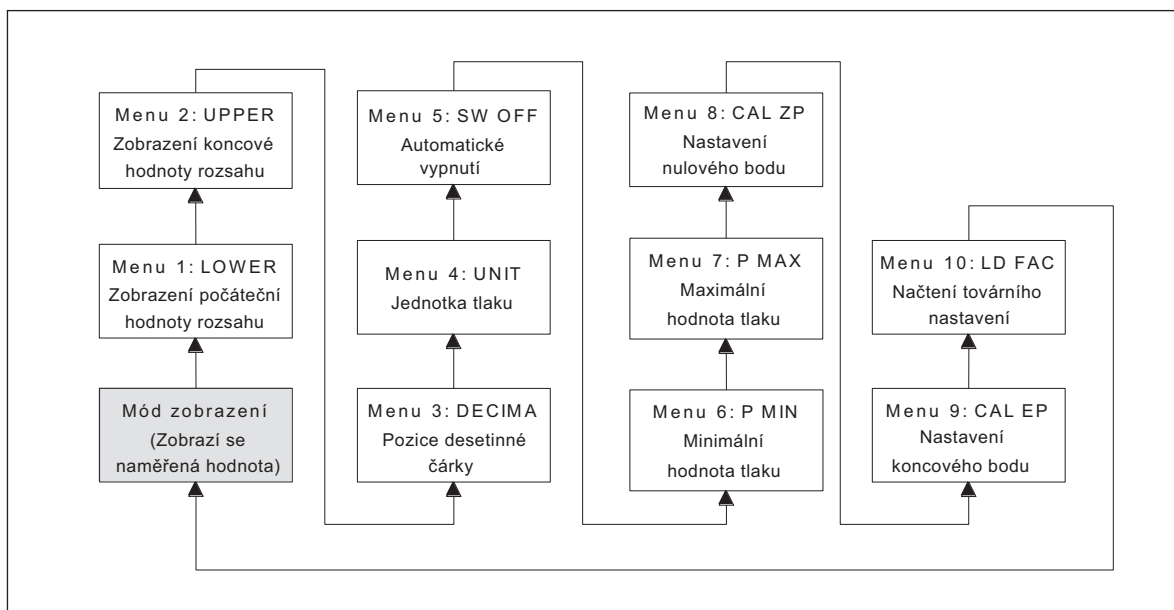 Menu 2: UPPER
Zobrazení koncové
hodnoty rozsahu
Menu 1: LOWER
Zobrazení počáteční
hodnoty rozsahu
Mód zobrazení
(Zobrazí se
naměřená hodnota)
Menu 5: SW OFF
Automatické
vypnutí
Menu 4: UNIT
Jednotka tlaku
Menu 3: DECIMA
Pozice desetinné
čárky
Menu 8: CAL ZP
Nastavení
nulového bodu
Menu 7: P MAX
Maximální
hodnota tlaku
Menu 6: P MIN
Minimální
hodnota tlaku
Menu 10: LD FAC
Načtení továrního
nastavení
Menu 9: CAL EP
Nastavení
koncového bodu